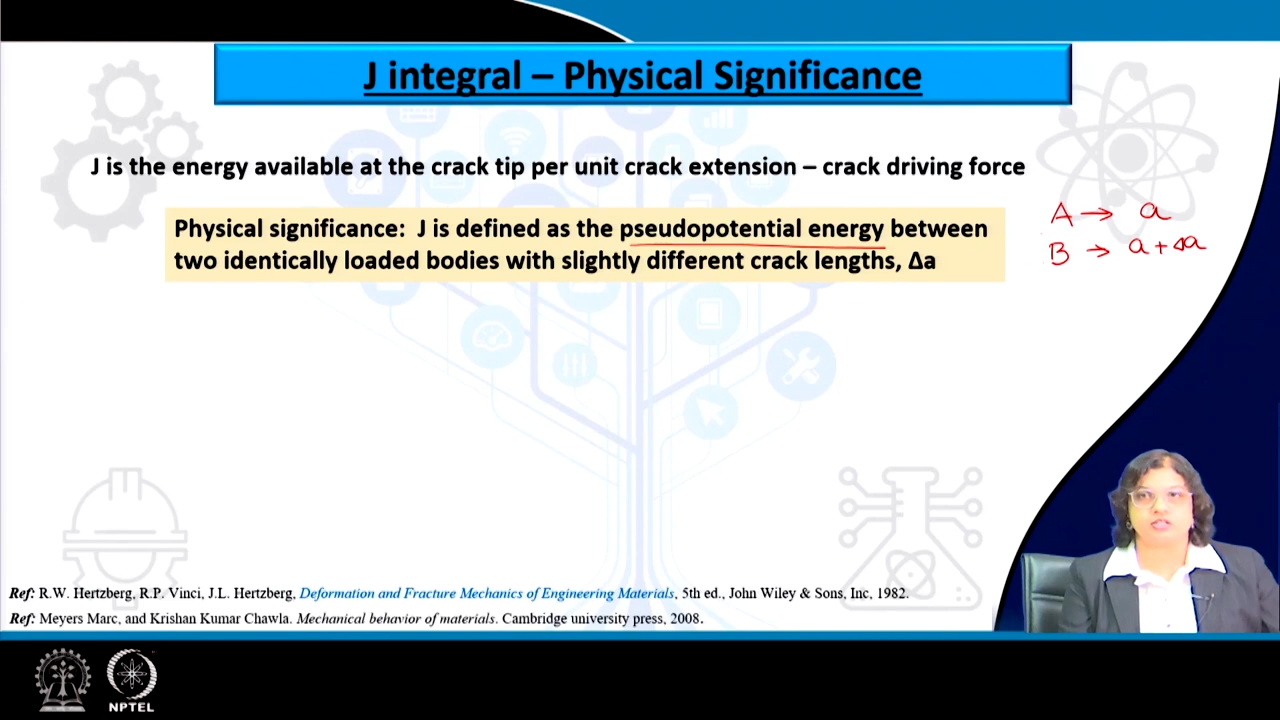 J integral – Physical Significance
J is the energy available at the crack tip per unit crack extension – crack driving force
Physical significance: J is defined as the pseudopotential energy between
two identically loaded bodies with slightly different crack lengths, Δa
A → a
B → a + Δa
Ref: R.W. Hertzberg, R.P. Vinci, J.L. Hertzberg, Deformation and Fracture Mechanics of Engineering Materials, 5th ed., John Wiley & Sons, Inc, 1982.
Ref: Meyers Marc, and Krishan Kumar Chawla. Mechanical behavior of materials. Cambridge university press, 2008.
NPTEL